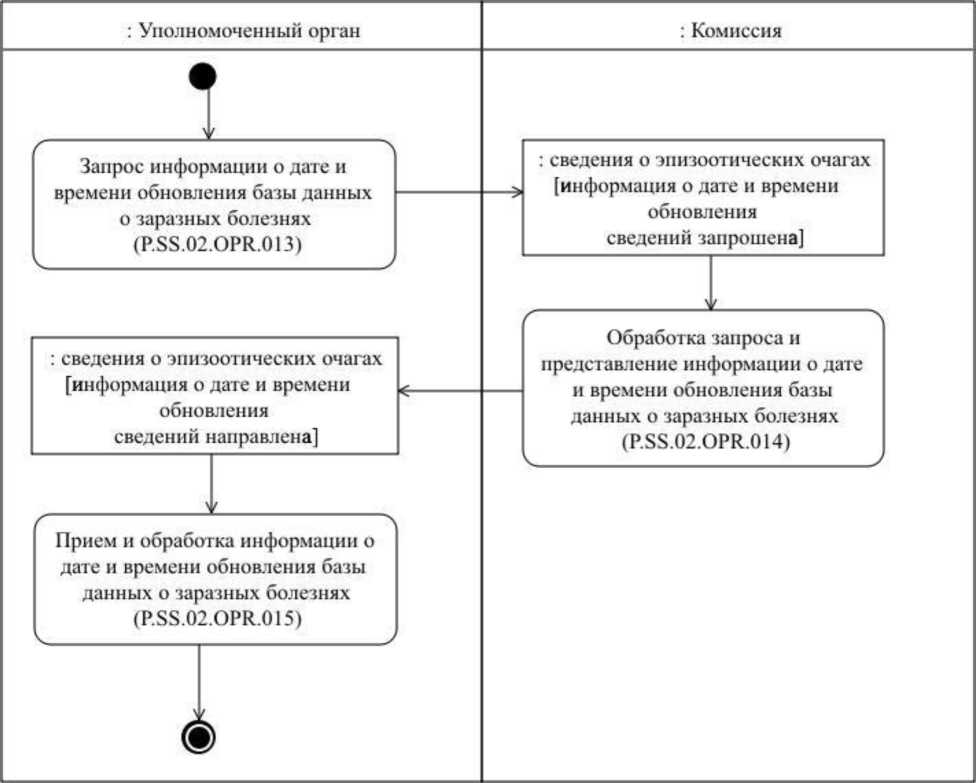 : Уполномоченный орган
: Комиссия
Запрос информации о дате и
времени обновления базы данных
о заразных болезнях
(P.SS.02.OPR.013)
: сведения о эпизоотических очагах
[информация о дате и времени
обновления
сведений запрошена]
Обработка запроса и
представление информации о дате
и времени обновления базы
данных о заразных болезнях
(P.SS.02.OPR.014)
: сведения о эпизоотических очагах
[информация о дате и времени
обновления
сведений направлена]
Прием и обработка информации о
дате и времени обновления базы
данных о заразных болезнях
(P.SS.02.OPR.015)